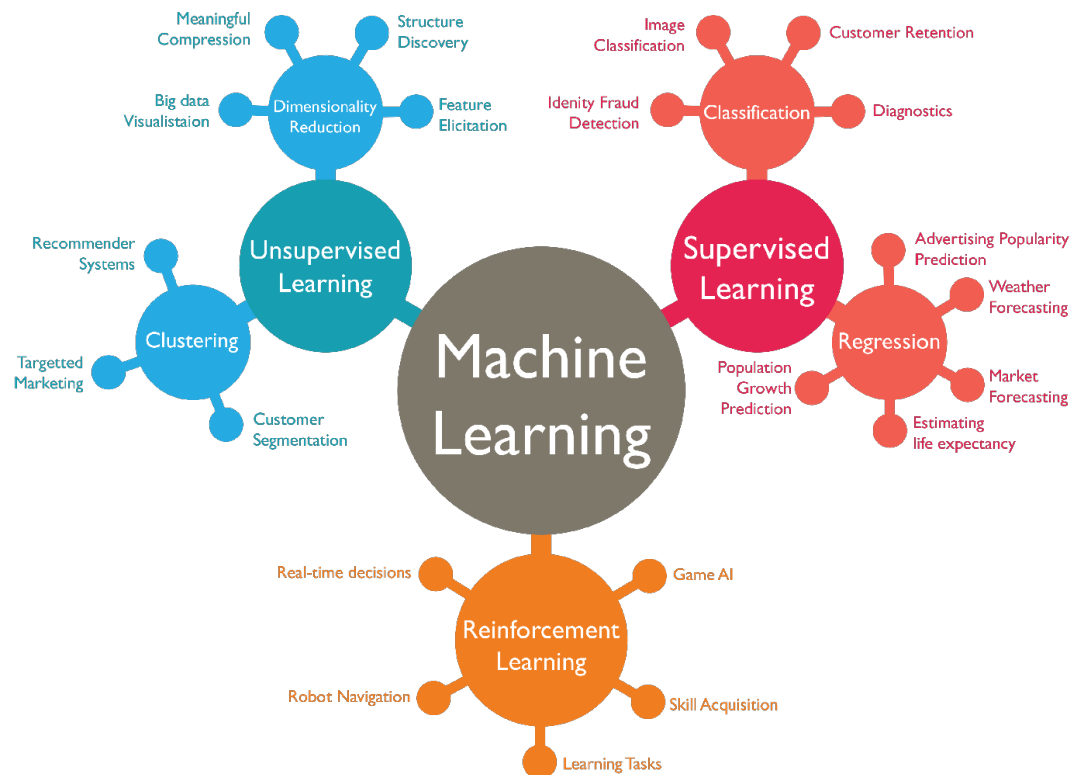 Meaningful
Compression
Structure
Discovery
Big data
Visualistaion
Dimensionality
Reduction
Feature
Elicitation
Image
Classification
Customer Retention
Idenity Fraud
Detection
Classification
Diagnostics
Unsupervised
Learning
Recommender
Systems
Clustering
Targetted
Marketing
Customer
Segmentation
Supervised
Learning
Advertising Popularity
Prediction
Weather
Forecasting
Regression
Population
Growth
Prediction
Market
Forecasting
Estimating
life expectancy
Machine
Learning
Real-time decisions
Game AI
Reinforcement
Learning
Robot Navigation
Skill Acquisition
Learning Tasks